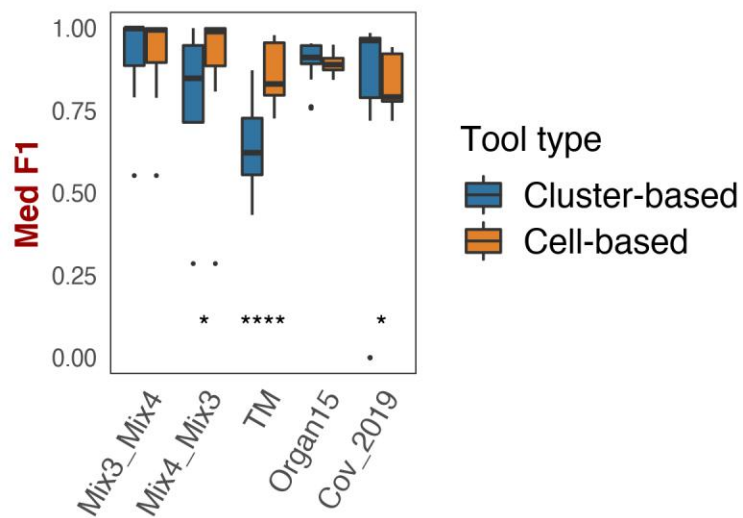 Med F1
1.00
0.75
0.50
0.25
0.00
* **** *
Mix3_Mix4
Mix4_Mix3
TM
Organ15
Cov_2019
Tool type
Cluster-based
Cell-based